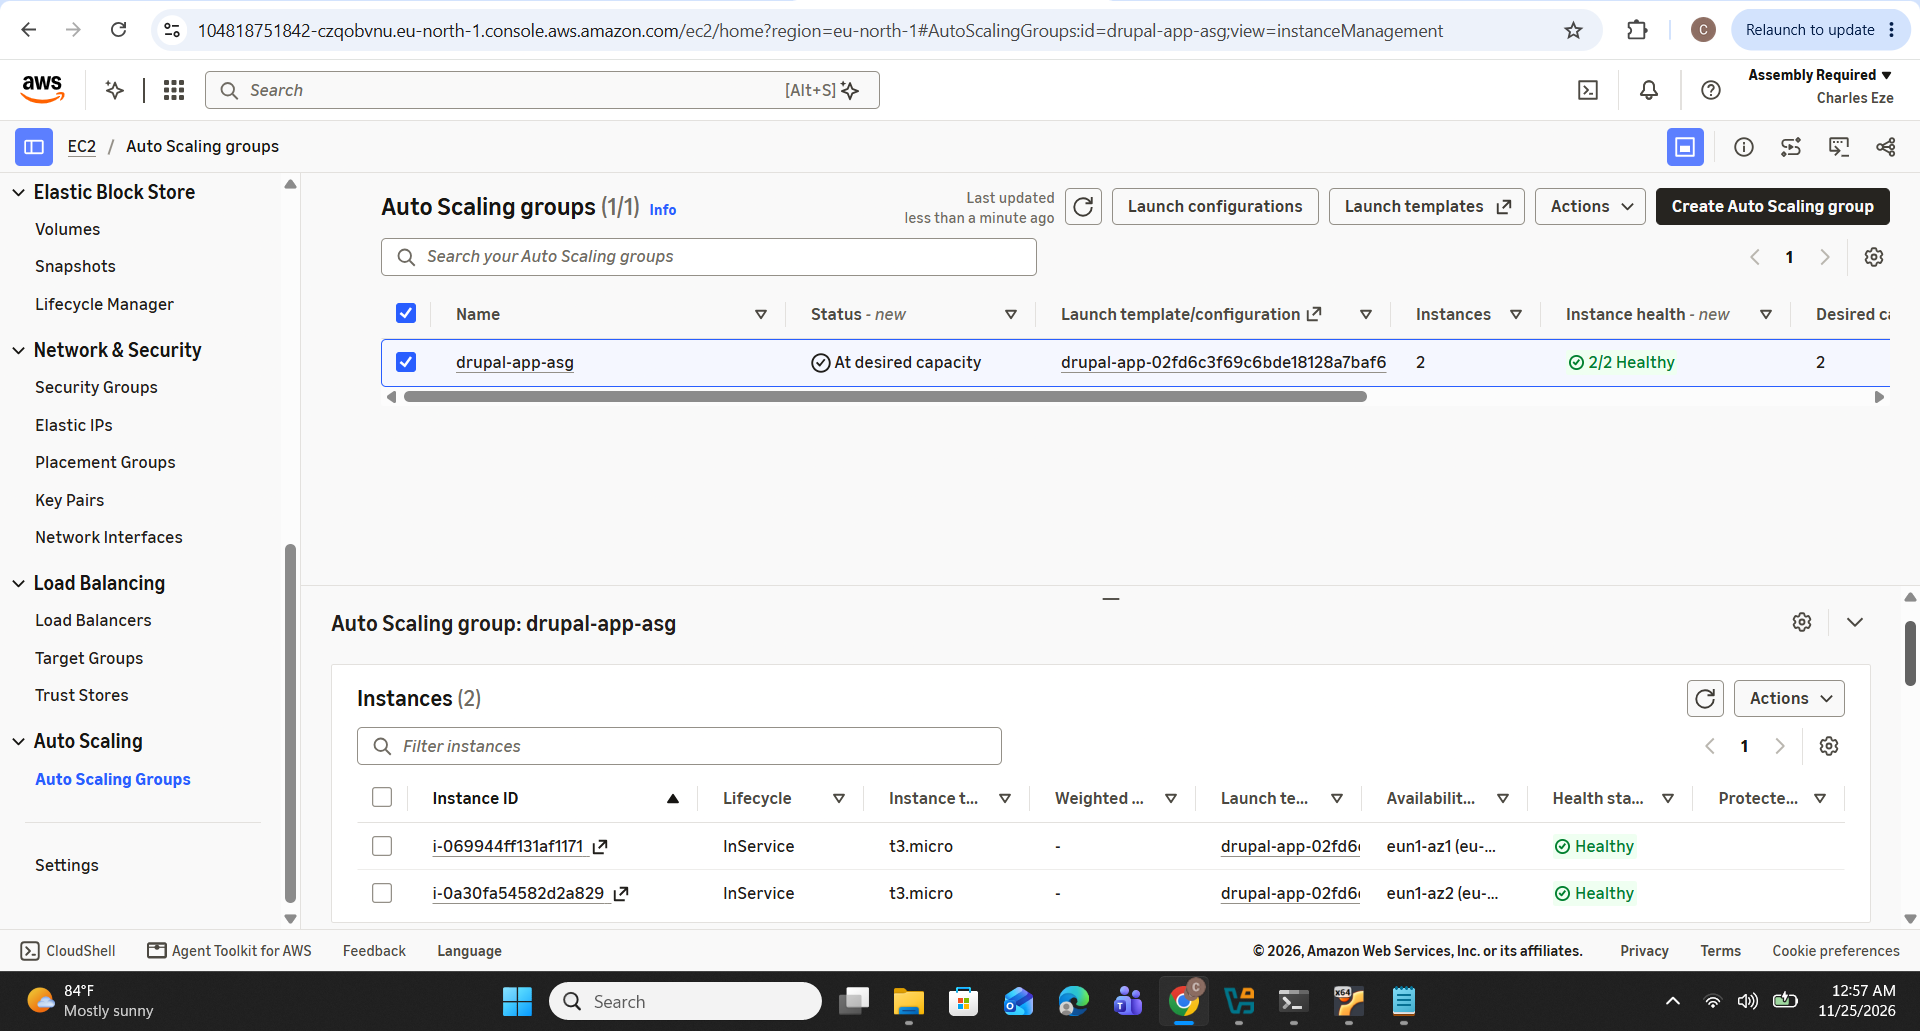 104818751842-czqobvnu.eu-north-1.console.aws.amazon.com/ec2/home?region=eu-north-1#AutoScalingGroups:id=drupal-app-asg;view=instanceManagement
C
Relaunch to update
aws
Search
[Alt+S]
Assembly Required
Charles Eze
EC2 / Auto Scaling groups
Elastic Block Store
Volumes
Snapshots
Lifecycle Manager
Network & Security
Security Groups
Elastic IPs
Placement Groups
Key Pairs
Network Interfaces
Load Balancing
Load Balancers
Target Groups
Trust Stores
Auto Scaling
Auto Scaling Groups
Settings
Auto Scaling groups (1/1) Info
Last updated
less than a minute ago
Launch configurations
Launch templates
Actions
Create Auto Scaling group
Search your Auto Scaling groups
1
Name Status - new Launch template/configuration Instances Instance health - new Desired ca
drupal-app-asg At desired capacity drupal-app-02fd6c3f69c6bde18128a7baf6 2 2/2 Healthy 2
Auto Scaling group: drupal-app-asg
Instances (2)
Actions
Filter instances
1
Instance ID Lifecycle Instance t... Weighted ... Launch te... Availabilit... Health sta... Protecte...
i-069944ff131af1171 InService t3.micro - drupal-app-02fd6 eun1-az1 (eu-... Healthy
i-0a30fa54582d2a829 InService t3.micro - drupal-app-02fd6 eun1-az2 (eu-... Healthy
CloudShell Agent Toolkit for AWS Feedback Language
© 2026, Amazon Web Services, Inc. or its affiliates. Privacy Terms Cookie preferences
84°F
Mostly sunny
Search
C
x64
12:57 AM
11/25/2026